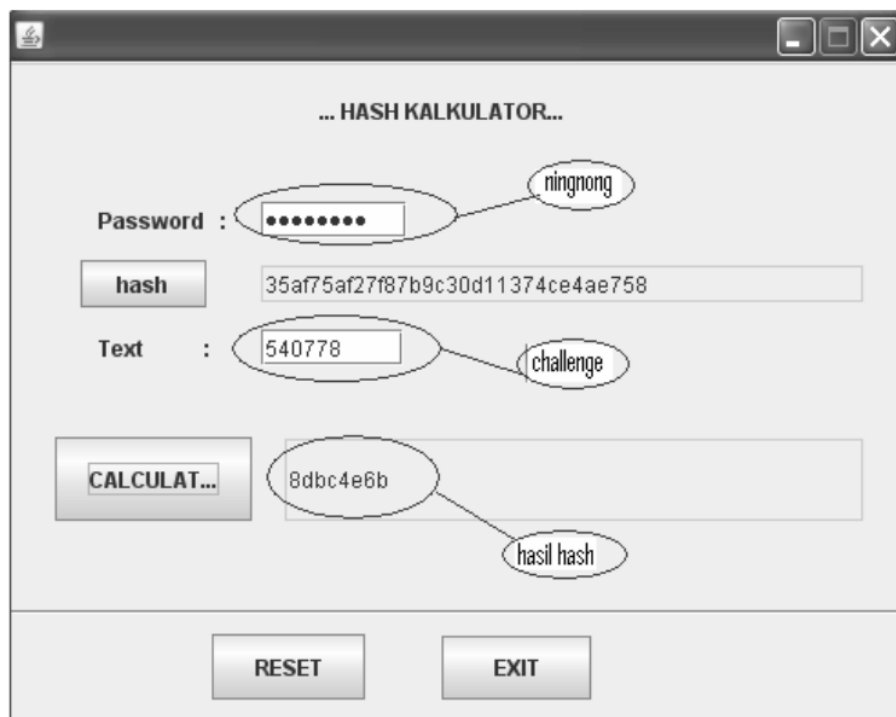 ... HASH KALKULATOR...
ningnong
Password :
hash
35af75af27f87b9c30d11374ce4ae758
Text :
540778
challenge
CALCULAT...
8dbc4e6b
hasil hash
RESET
EXIT